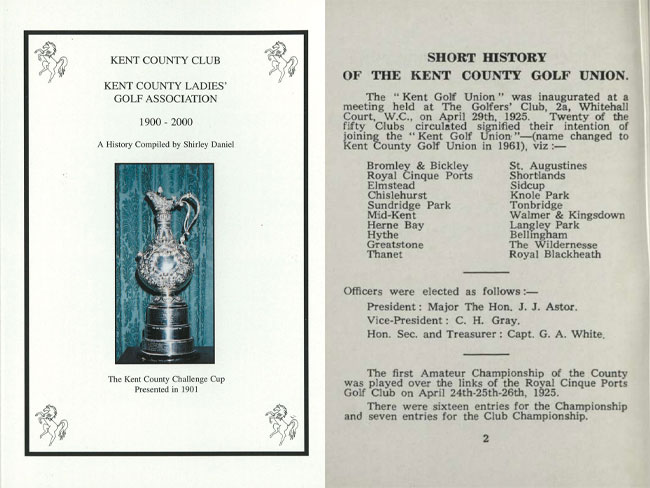 KENT COUNTY CLUB
KENT COUNTY LADIES'
GOLF ASSOCIATION
1900 - 2000
A History Compiled by Shirley Daniel
The Kent County Challenge Cup
Presented in 1901
SHORT HISTORY
OF THE KENT COUNTY GOLF UNION.
The "Kent Golf Union" was inaugurated at a
meeting held at The Golfers' Club, 2a, Whitehall
Court, W.C., on April 29th, 1925. Twenty of the
fifty Clubs circulated signified their intention of
joining the "Kent Golf Union"—(name changed to
Kent County Golf Union in 1961), viz :—
Bromley & Bickley
Royal Cinque Ports
Elmstead
Chislehurst
Sundridge Park
Mid-Kent
Herne Bay
Hythe
Greatstone
Thanet
St. Augustines
Shortlands
Sidcup
Knole Park
Tonbridge
Walmer & Kingsdown
Langley Park
Bellingham
The Wildernesse
Royal Blackheath
Officers were elected as follows :—
President : Major The Hon. J. J. Astor.
Vice-President : C. H. Gray.
Hon. Sec. and Treasurer : Capt. G. A. White.
The first Amateur Championship of the County
was played over the links of the Royal Cinque Ports
Golf Club on April 24th-25th-26th, 1925.
There were sixteen entries for the Championship
and seven entries for the Club Championship.
2